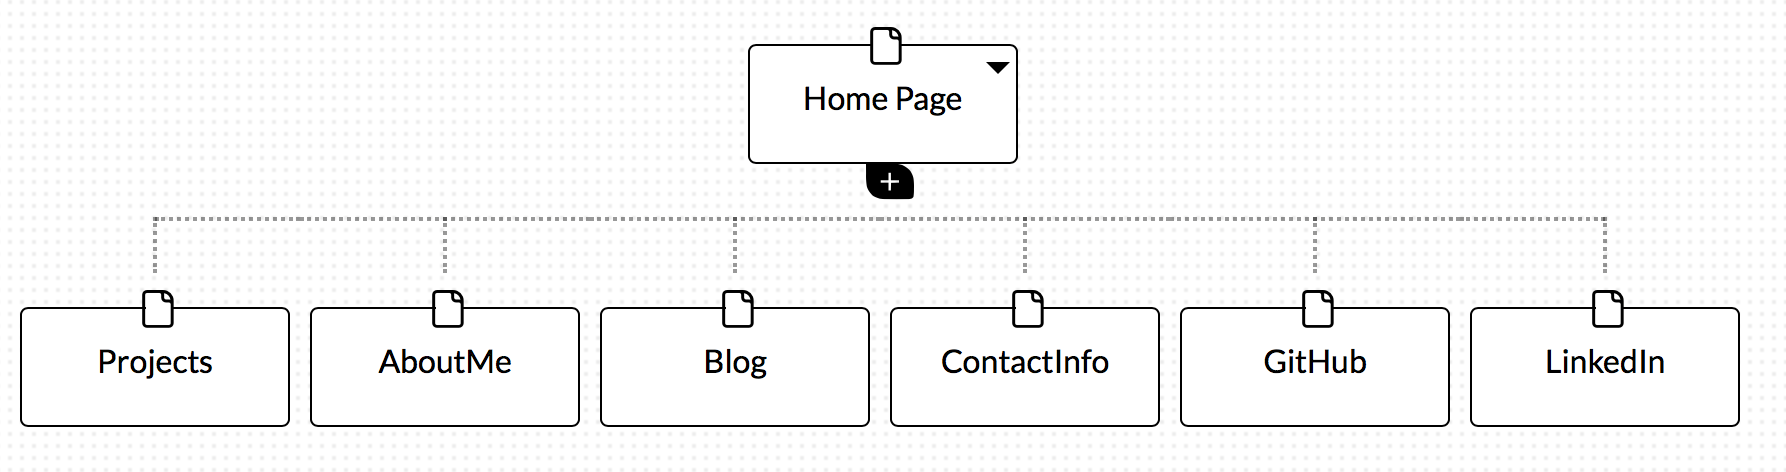 Home Page
Projects
AboutMe
Blog
ContactInfo
GitHub
LinkedIn